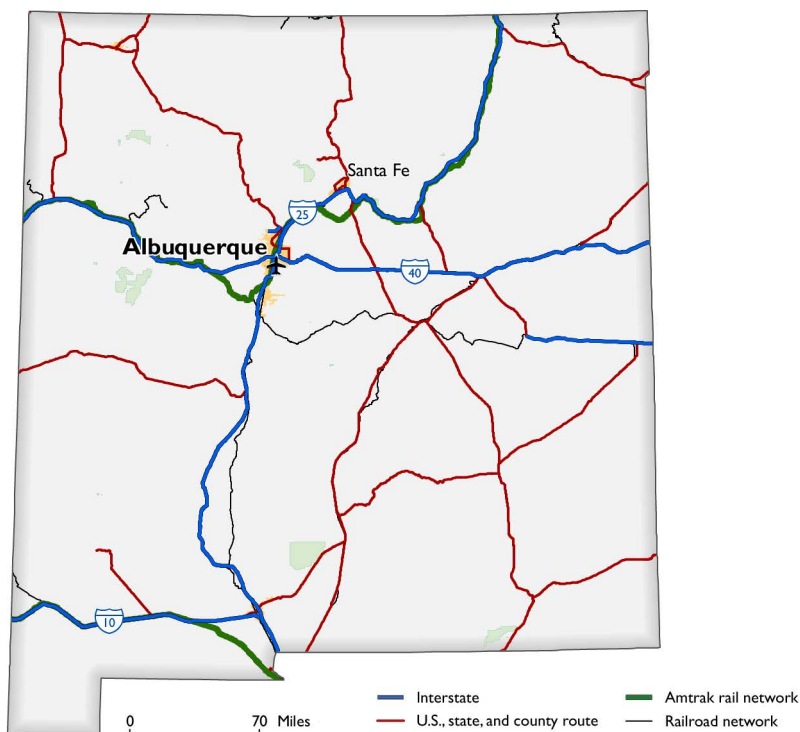 Santa Fe
25
Albuquerque
40
10
Interstate
Amtrak rail network
0 70 Miles
U.S., state, and county route
Railroad network